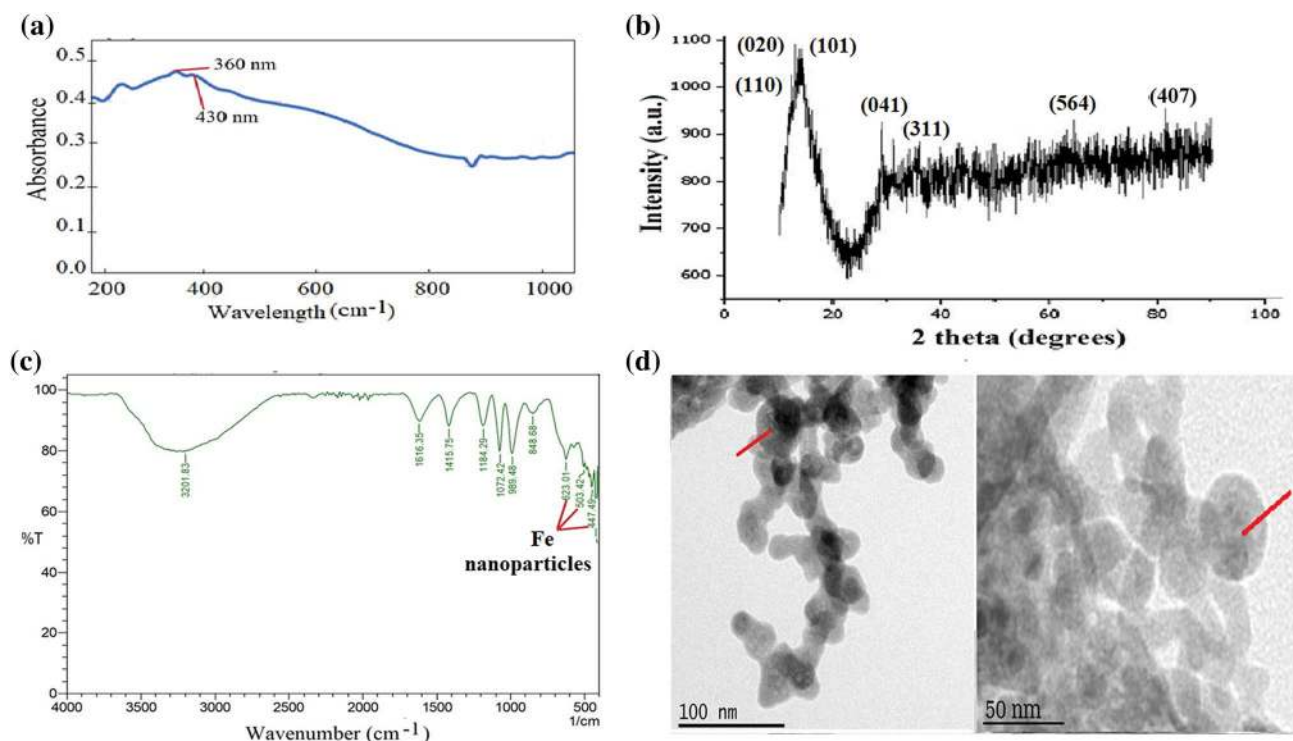 (a)
0.5
0.4
0.3
0.2
0.1
0.0
Absorbance
360 nm
430 nm
200 400 600 800 1000
Wavelength (cm-1)
(b)
1100
1000
900
800
700
600
Intensity (a.u.)
(020) (101)
(110)
(041)
(311)
(564)
(407)
0 20 40 60 80 100
2 theta (degrees)
(c)
100
80
60
40
20
0
%T
3201.83
1616.35
1415.75
1184.29
1072.42
989.48
848.68
623.01
503.42
447.49
Fe
nanoparticles
4000 3500 3000 2500 2000 1500 1000 500
1/cm
Wavenumber (cm-1)
(d)
100 nm
50 nm